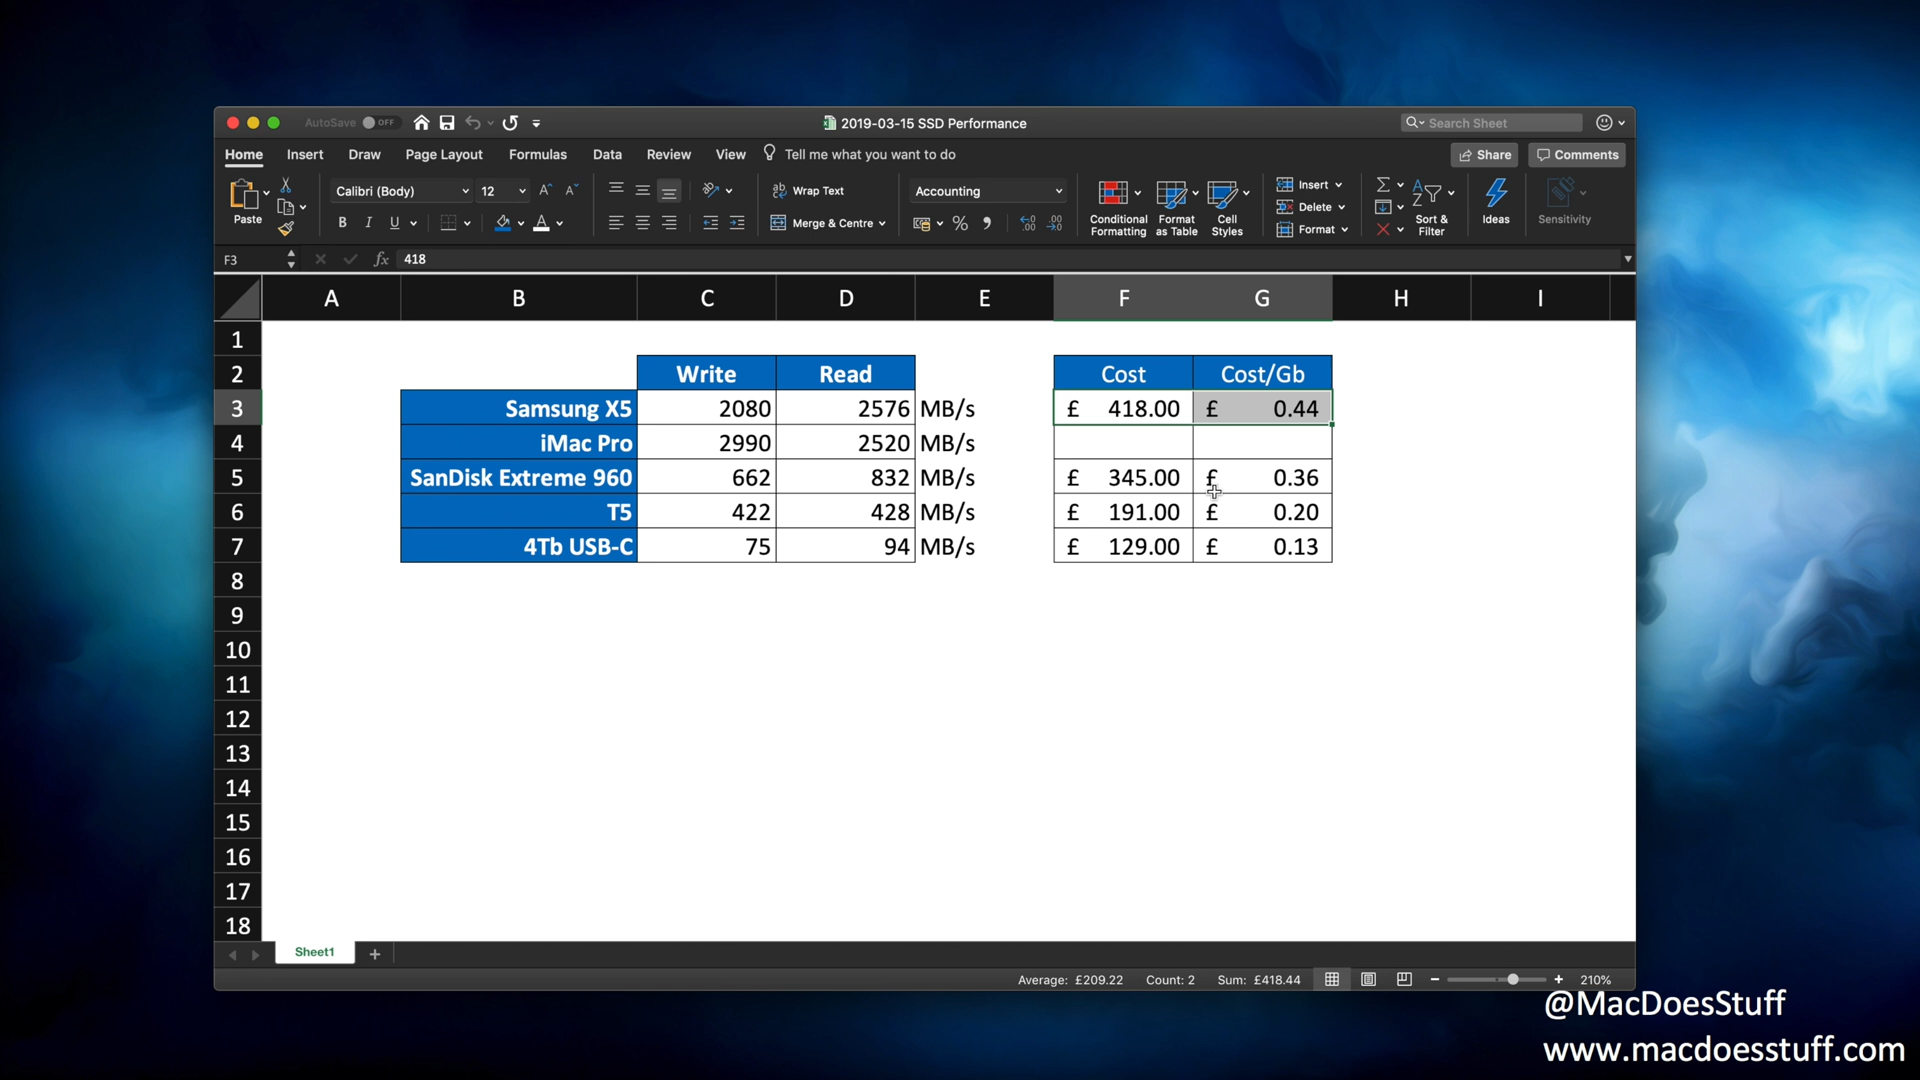 AutoSave OFF
2019-03-15 SSD Performance
Search Sheet
Home Insert Draw Page Layout Formulas Data Review View Tell me what you want to do
Share Comments
Paste
Calibri (Body) 12
B I U
A
Wrap Text
Merge & Centre
Accounting
%
Conditional Formatting
Format as Table
Cell Styles
Insert
Delete
Format
Sort & Filter
Ideas
Sensitivity
F3 fx 418
A B C D E F G H I
1
2 Write Read Cost Cost/Gb
3 Samsung X5 2080 2576 MB/s £ 418.00 £ 0.44
4 iMac Pro 2990 2520 MB/s
5 SanDisk Extreme 960 662 832 MB/s £ 345.00 £ 0.36
6 T5 422 428 MB/s £ 191.00 £ 0.20
7 4Tb USB-C 75 94 MB/s £ 129.00 £ 0.13
8
9
10
11
12
13
14
15
16
17
18
Sheet1
Average: £209.22 Count: 2 Sum: £418.44 210%
@MacDoesStuff
www.macdoesstuff.com